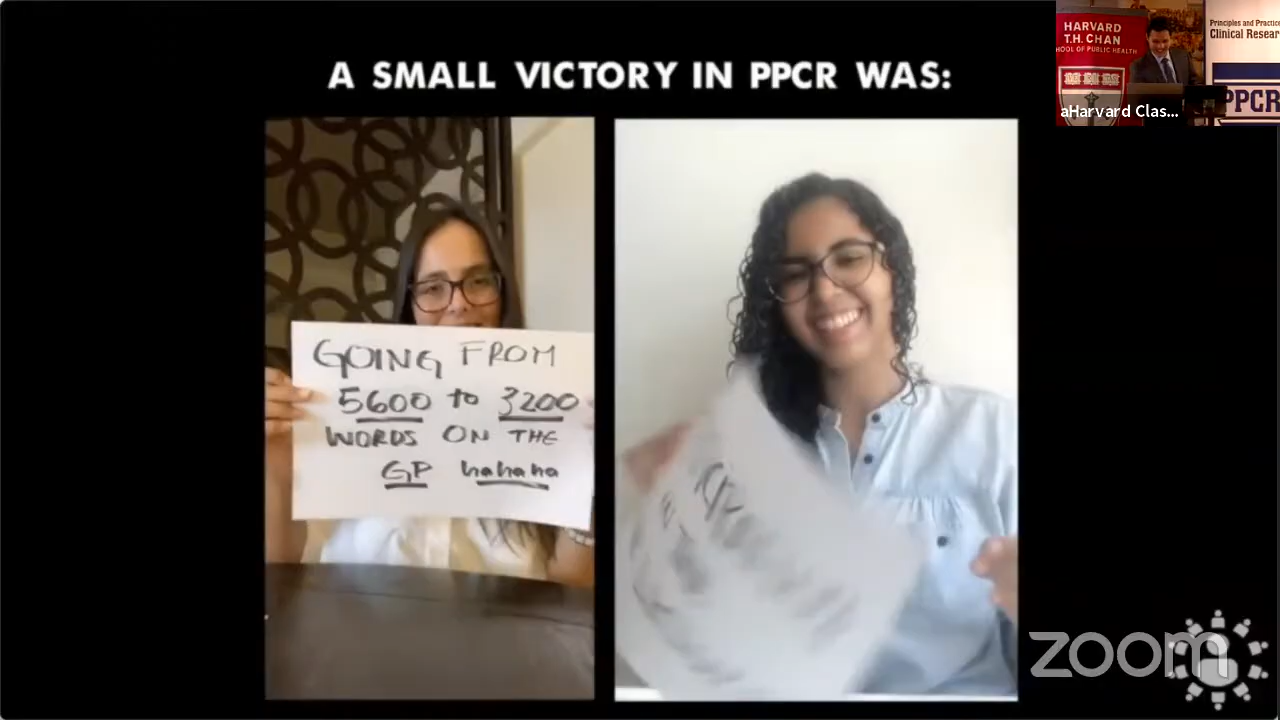 A SMALL VICTORY IN PPCR WAS:
GOING FROM
5600 to 3200
WORDS ON THE
GP hahaha
HARVARD
T.H. CHAN
SCHOOL OF PUBLIC HEALTH
aHarvard Clas...
Principles and Practice
Clinical Resear
PPCR
zoom